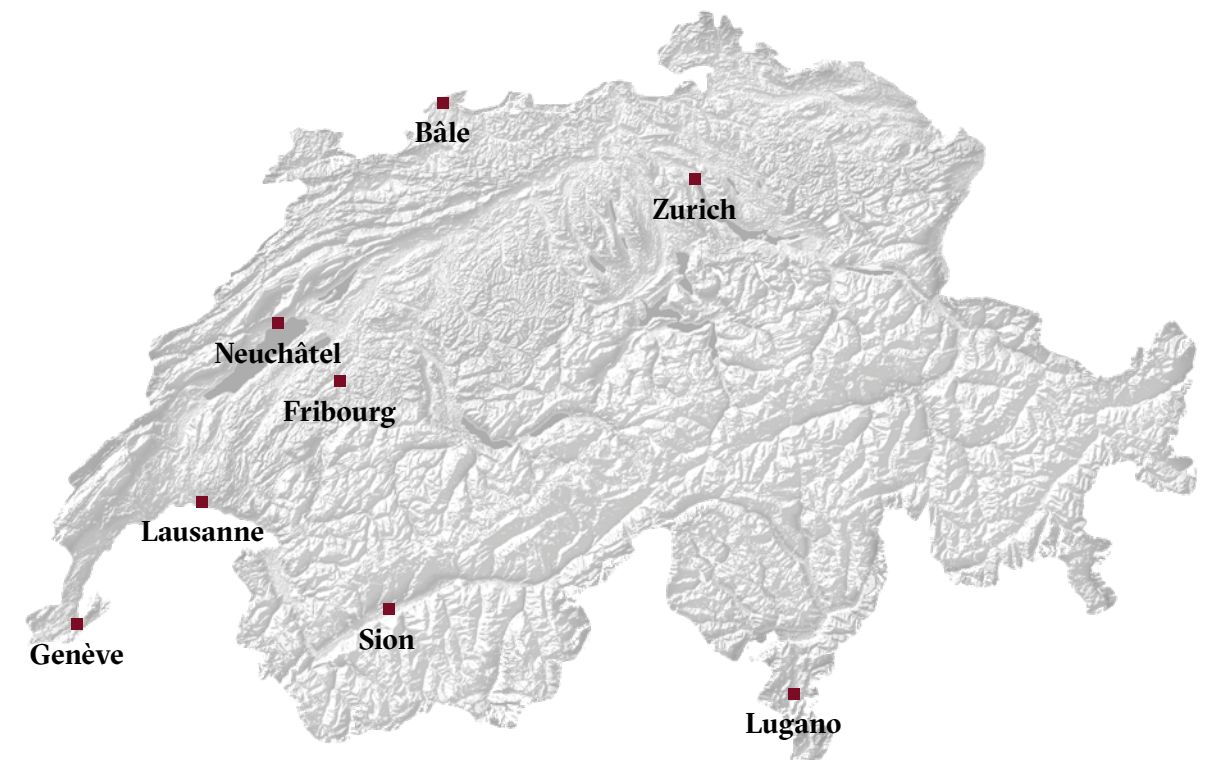 Bâle
Zurich
Neuchâtel
Fribourg
Lausanne
Sion
Genève
Lugano